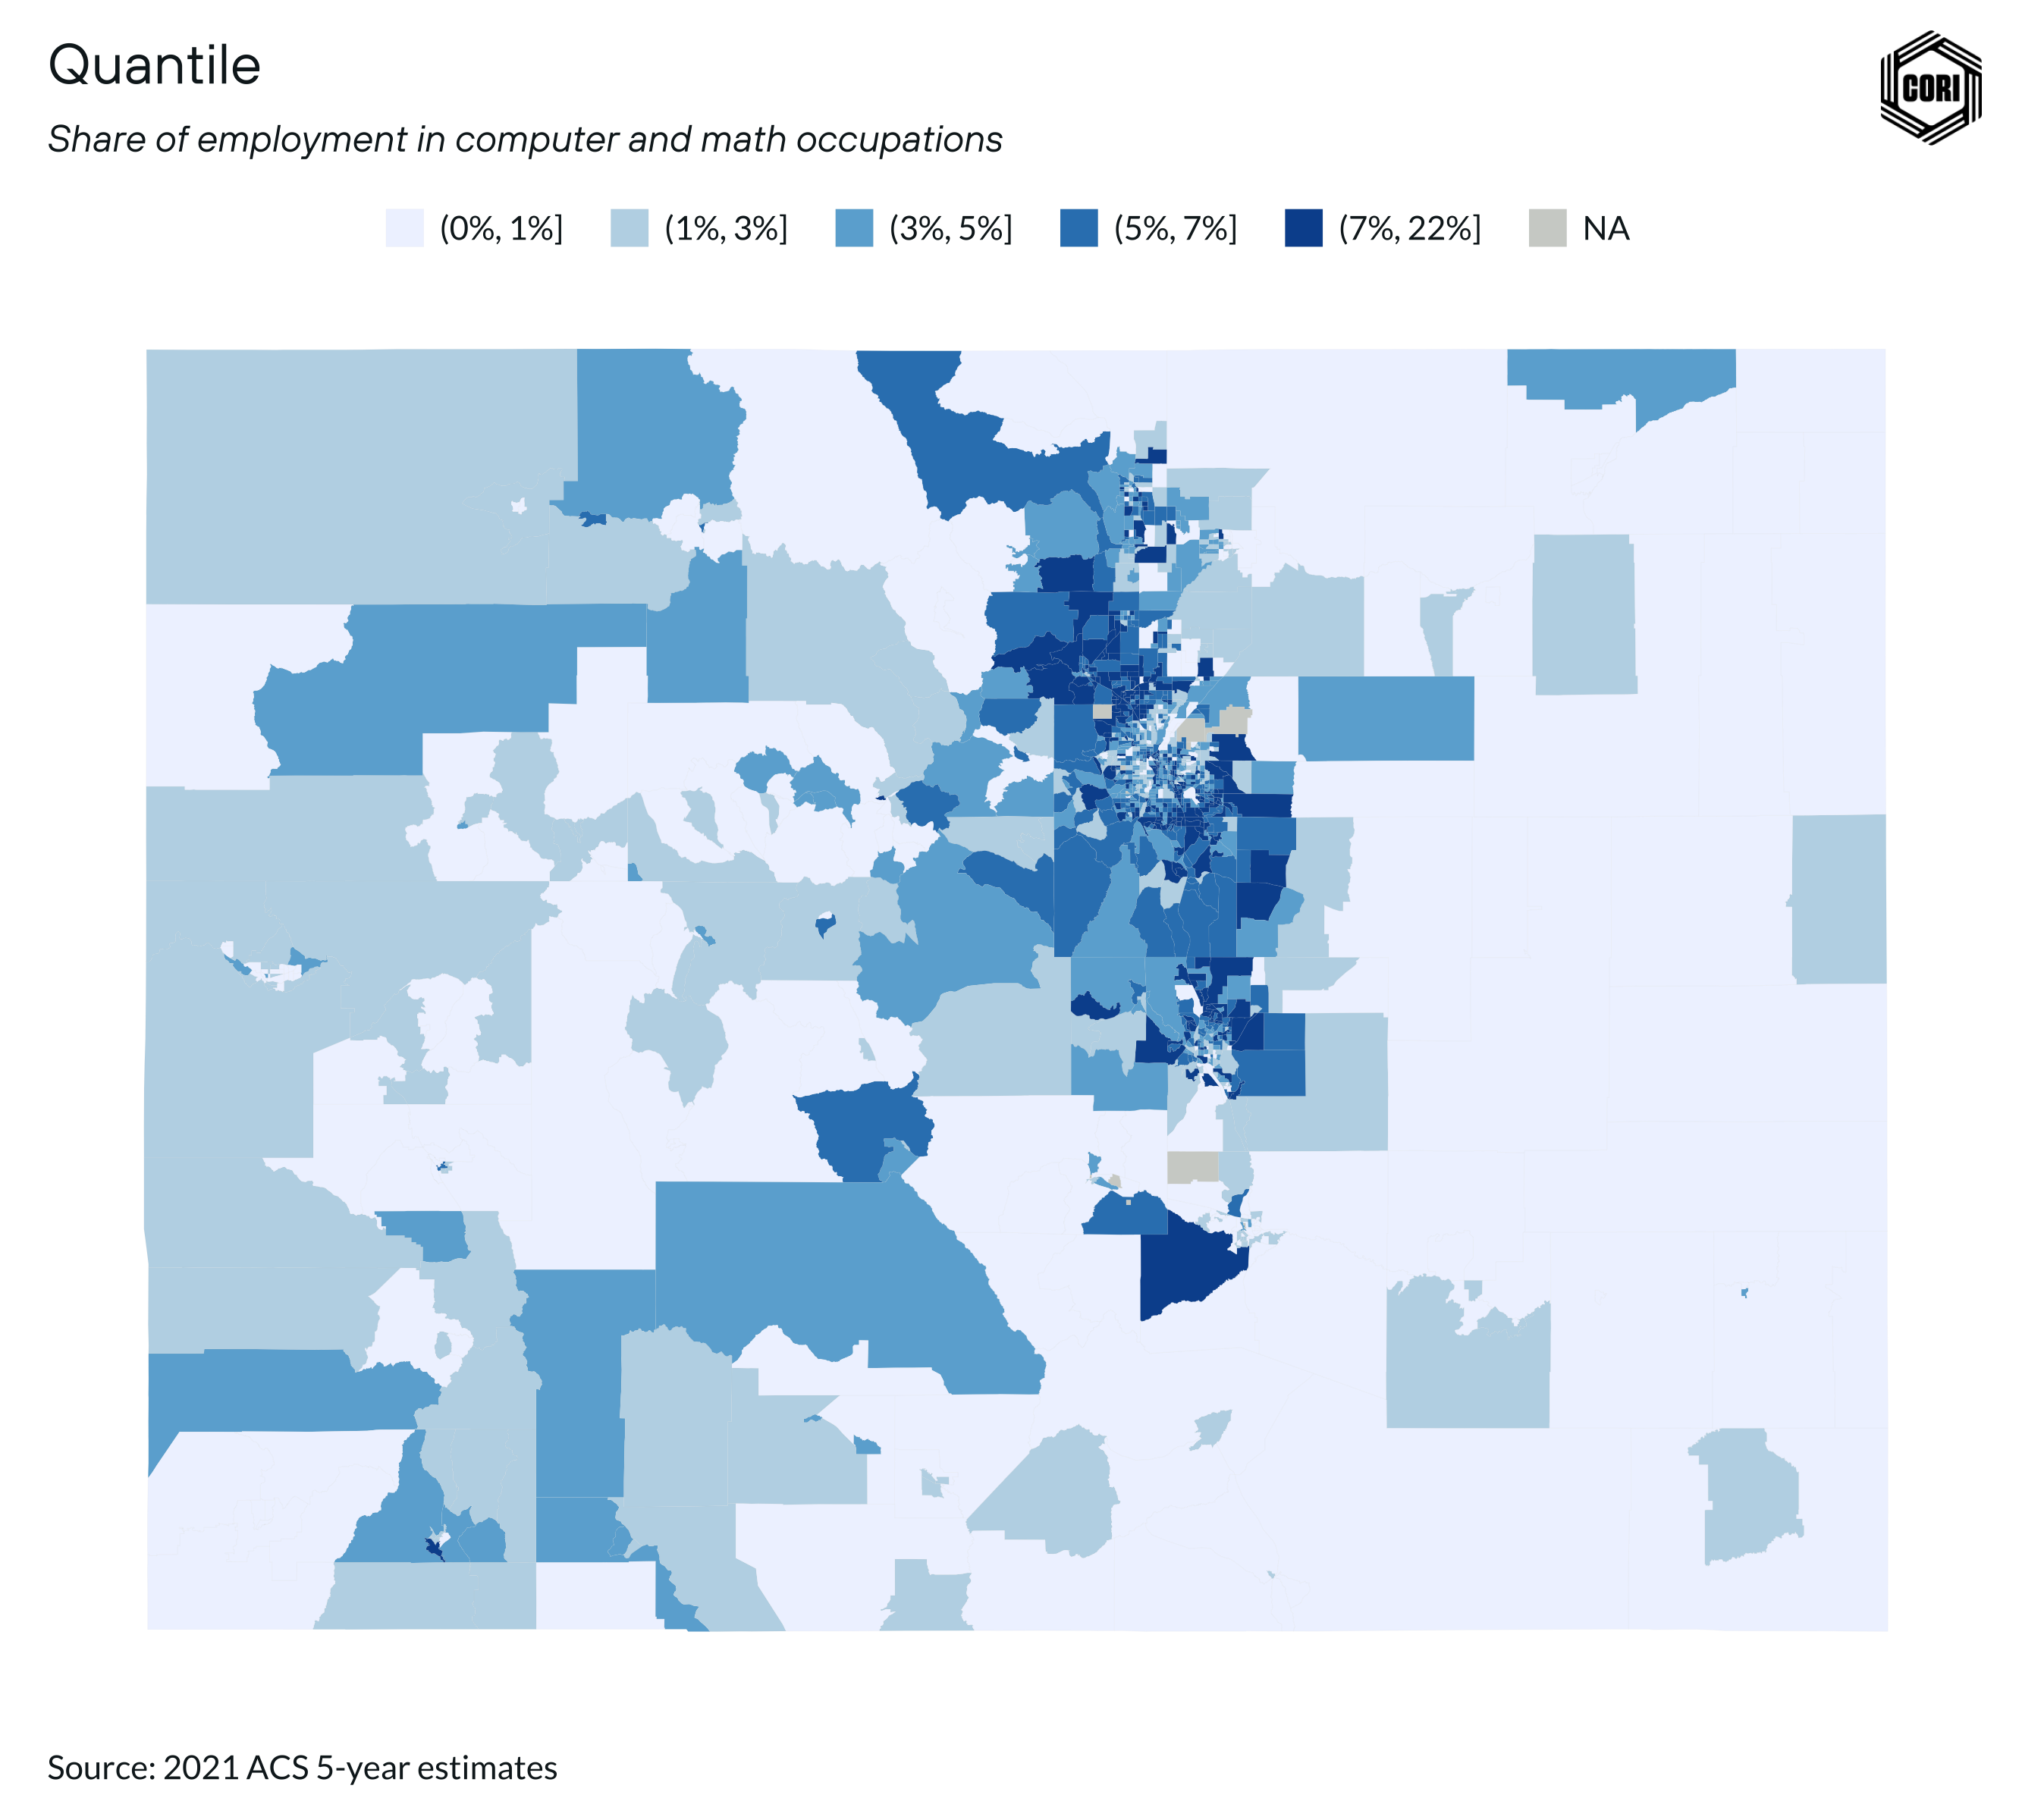 Quantile
CORI
Share of employment in computer and math occupations
(0%, 1%]
(1%, 3%]
(3%, 5%]
(5%, 7%]
(7%, 22%]
NA
Source: 2021 ACS 5-year estimates